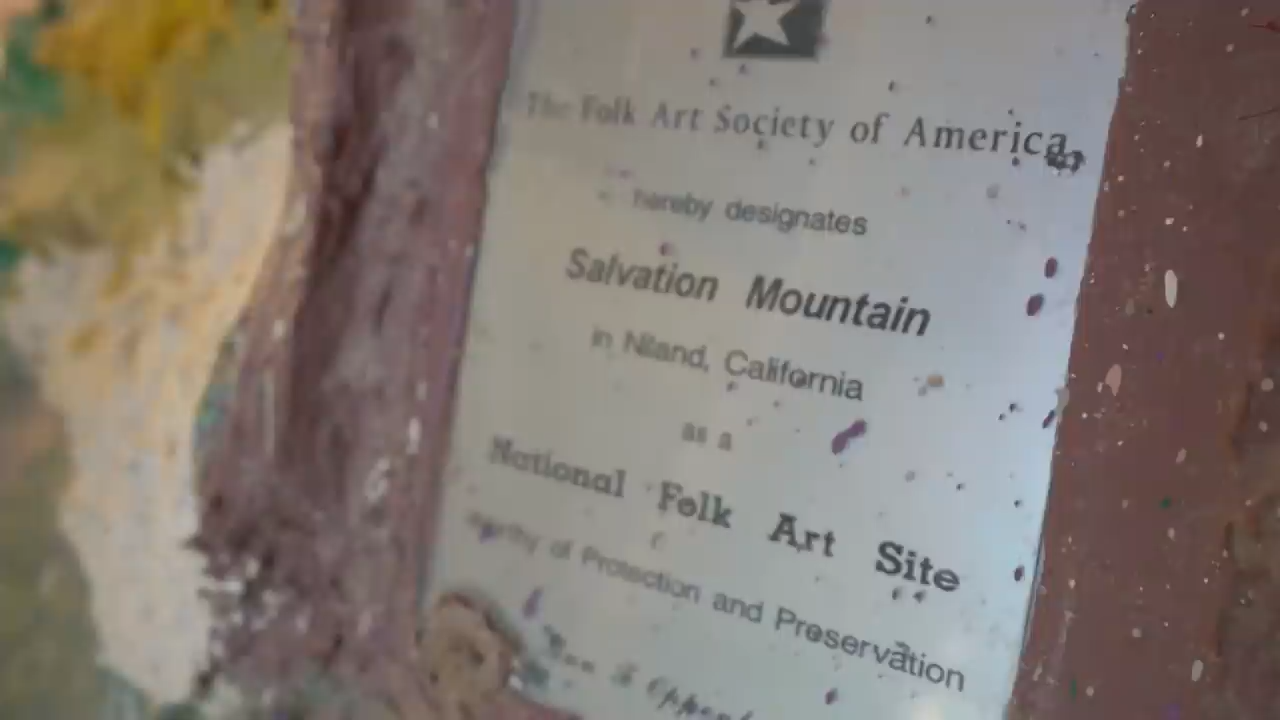 The Folk Art Society of America
hereby designates
Salvation Mountain
in Niland, California
as a
National Folk Art Site
worthy of Protection and Preservation